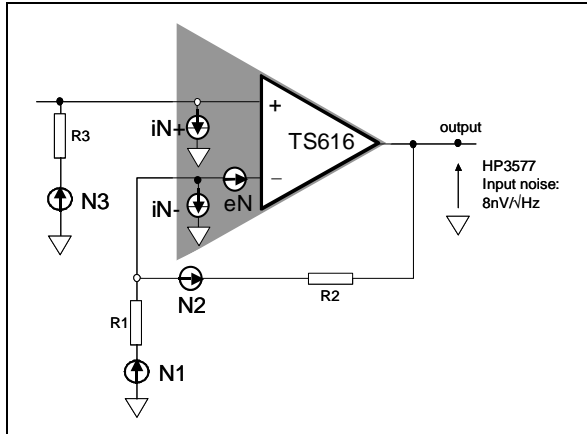 R3
iN+
+
TS616
output
N3
iN-
eN
−
HP3577
Input noise:
8nV/√Hz
N2
R2
R1
N1